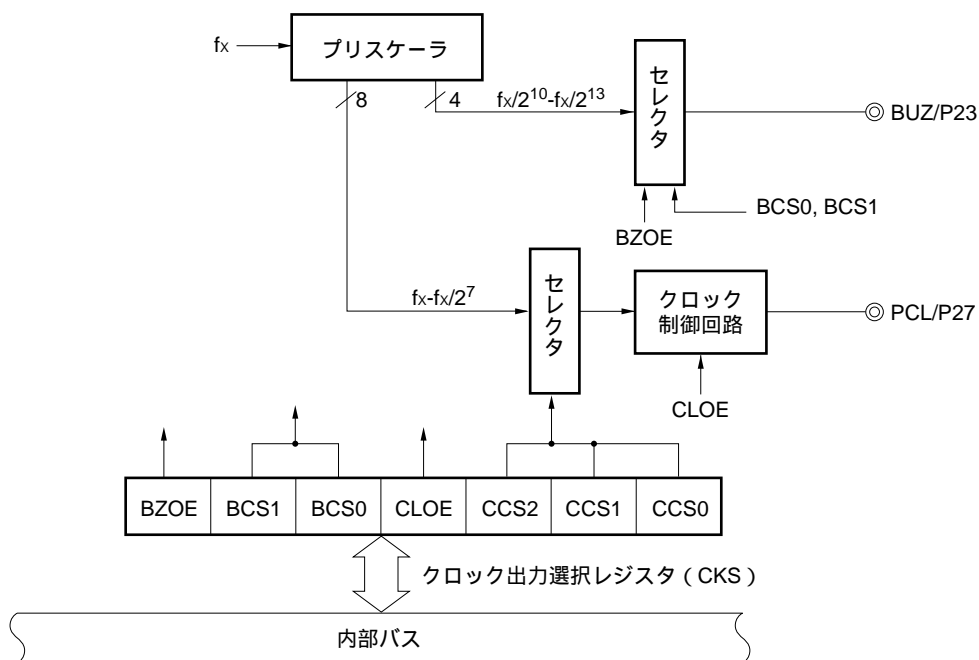 fX
プリスケーラ
8
4
fX/2^10-fX/2^13
セレクタ
BUZ/P23
BZOE
BCS0, BCS1
fX-fX/2^7
セレクタ
クロック
制御回路
PCL/P27
CLOE
BZOE BCS1 BCS0 CLOE CCS2 CCS1 CCS0
クロック出力選択レジスタ（CKS）
内部バス